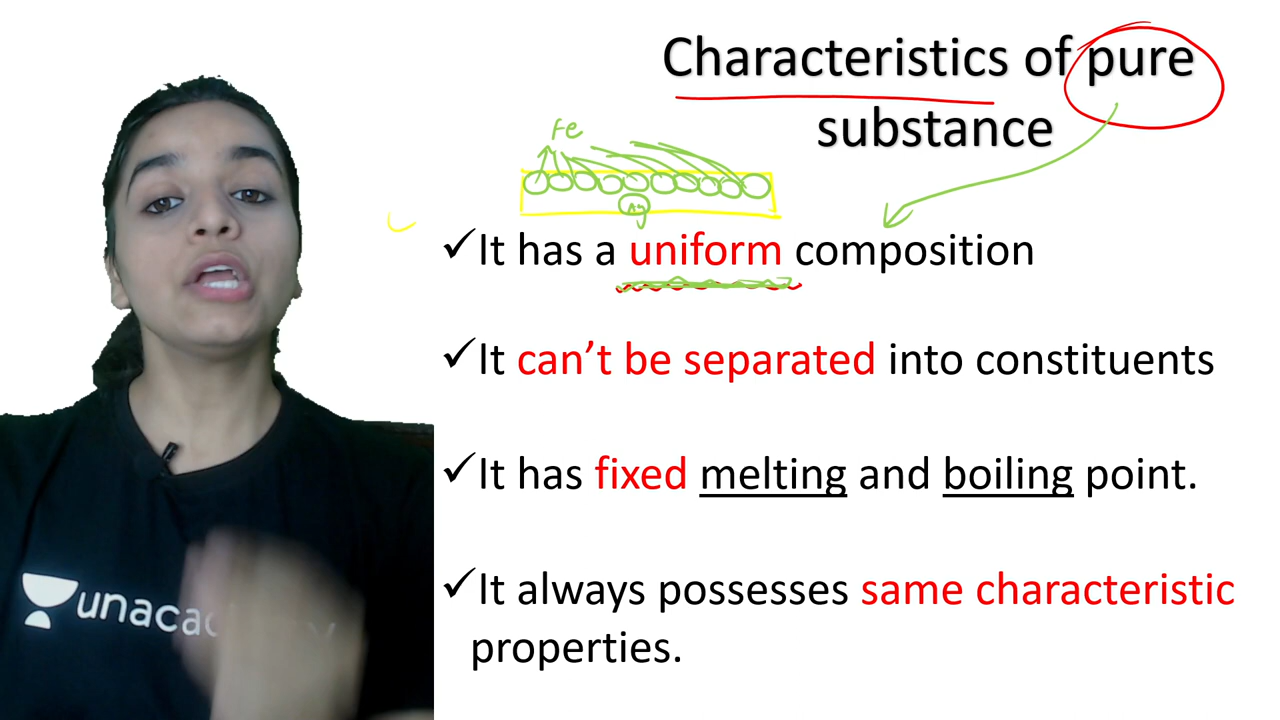 Characteristics of pure
substance
Fe
Ag
✓It has a uniform composition
✓It can’t be separated into constituents
✓It has fixed melting and boiling point.
✓It always possesses same characteristic
properties.
unaca